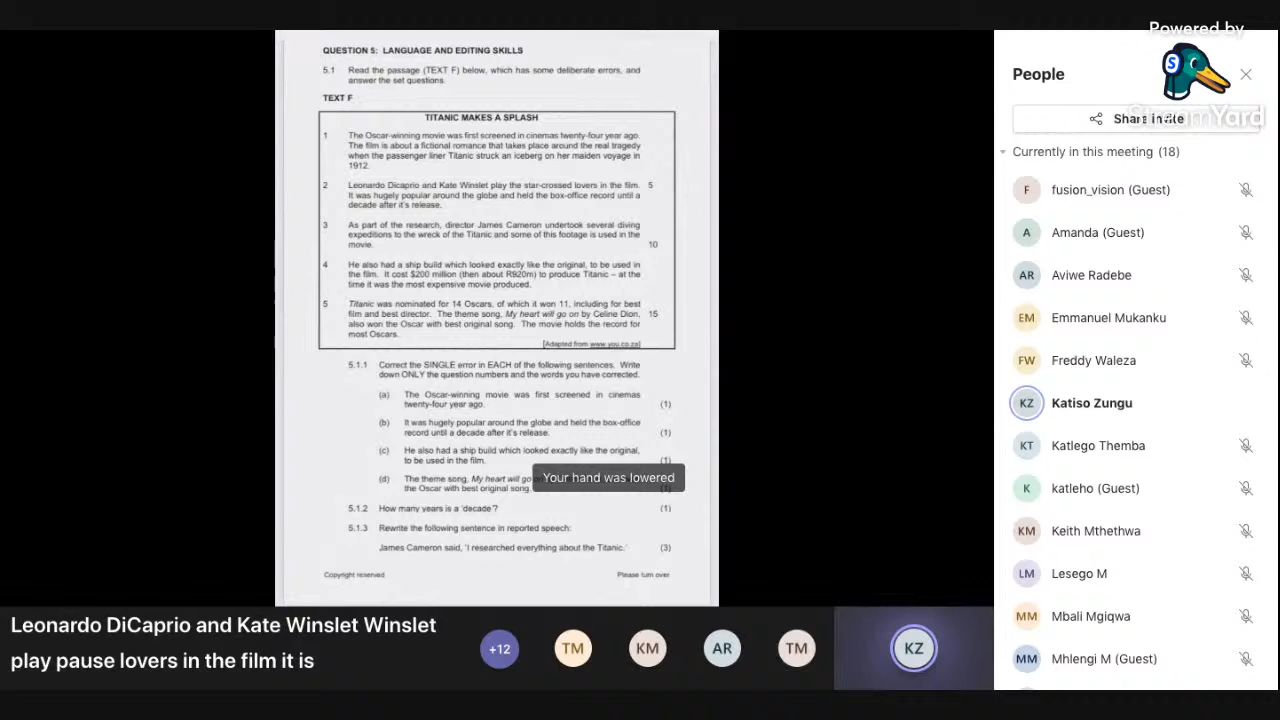 Powered by
StreamYard
QUESTION 5: LANGUAGE AND EDITING SKILLS
5.1 Read the passage (TEXT F) below, which has some deliberate errors, and
answer the set questions.
TEXT F
TITANIC MAKES A SPLASH
1 The Oscar-winning movie was first screened in cinemas twenty-four year ago.
The film is about a fictional romance that takes place around the real tragedy
when the passenger liner Titanic struck an iceberg on her maiden voyage in
1912.
2 Leonardo Dicaprio and Kate Winslet play the star-crossed lovers in the film. 5
It was hugely popular around the globe and held the box-office record until a
decade after it's release.
3 As part of the research, director James Cameron undertook several diving
expeditions to the wreck of the Titanic and some of this footage is used in the
movie. 10
4 He also had a ship build which looked exactly like the original, to be used in
the film. It cost $200 million (then about R920m) to produce Titanic – at the
time it was the most expensive movie produced.
5 Titanic was nominated for 14 Oscars, of which it won 11, including for best
film and best director. The theme song, My heart will go on by Celine Dion, 15
also won the Oscar with best original song. The movie holds the record for
most Oscars.
[Adapted from www.you.co.za]
5.1.1 Correct the SINGLE error in EACH of the following sentences. Write
down ONLY the question numbers and the words you have corrected.
(a) The Oscar-winning movie was first screened in cinemas
twenty-four year ago. (1)
(b) It was hugely popular around the globe and held the box-office
record until a decade after it's release. (1)
(c) He also had a ship build which looked exactly like the original,
to be used in the film. (1)
(d) The theme song, My heart will go
the Oscar with best original song. (1)
Your hand was lowered
5.1.2 How many years is a 'decade'? (1)
5.1.3 Rewrite the following sentence in reported speech:
James Cameron said, 'I researched everything about the Titanic.' (3)
Copyright reserved Please turn over
People
Share invite
Currently in this meeting (18)
F fusion_vision (Guest)
A Amanda (Guest)
AR Aviwe Radebe
EM Emmanuel Mukanku
FW Freddy Waleza
KZ Katiso Zungu
KT Katlego Themba
K katleho (Guest)
KM Keith Mthethwa
LM Lesego M
MM Mbali Mgiqwa
MM Mhlengi M (Guest)
Leonardo DiCaprio and Kate Winslet Winslet
play pause lovers in the film it is
+12 TM KM AR TM KZ